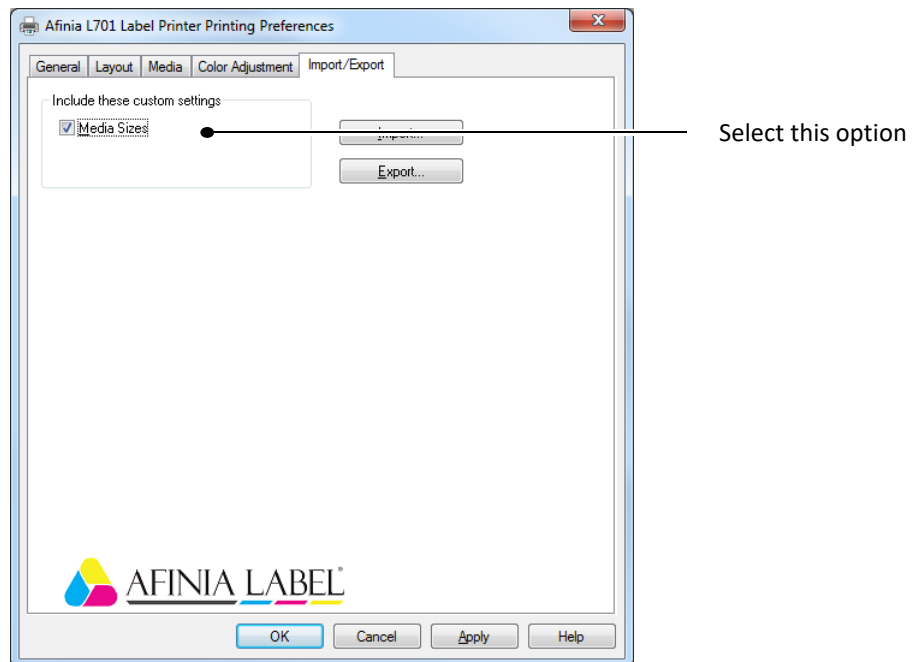 Afinia L701 Label Printer Printing Preferences
General Layout Media Color Adjustment Import/Export
Include these custom settings
Media Sizes
Select this option
Export...
AFINIA LABEL®
OK Cancel Apply Help